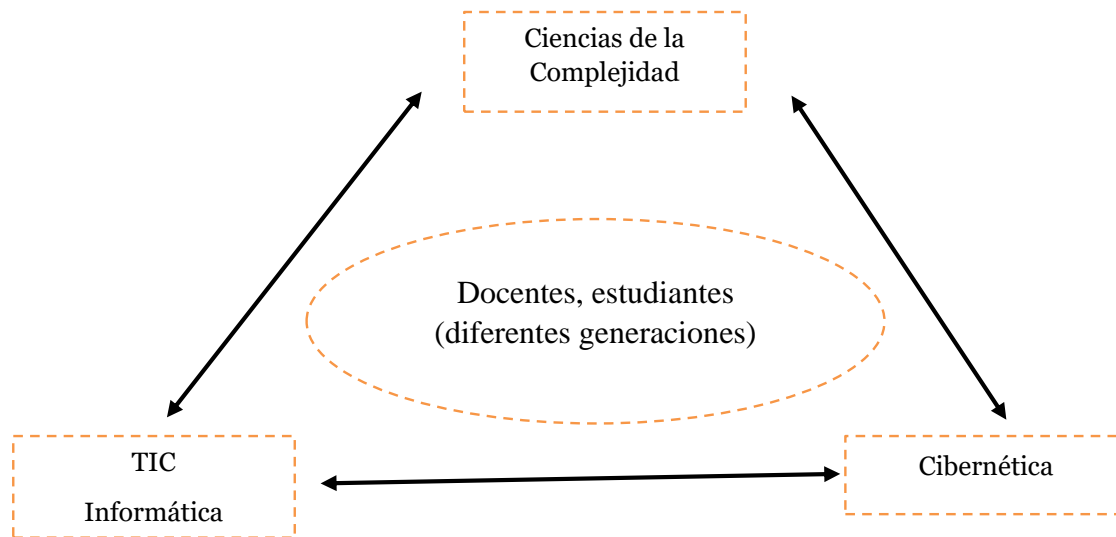 Ciencias de la
Complejidad
Docentes, estudiantes
(diferentes generaciones)
TIC
Informática
Cibernética